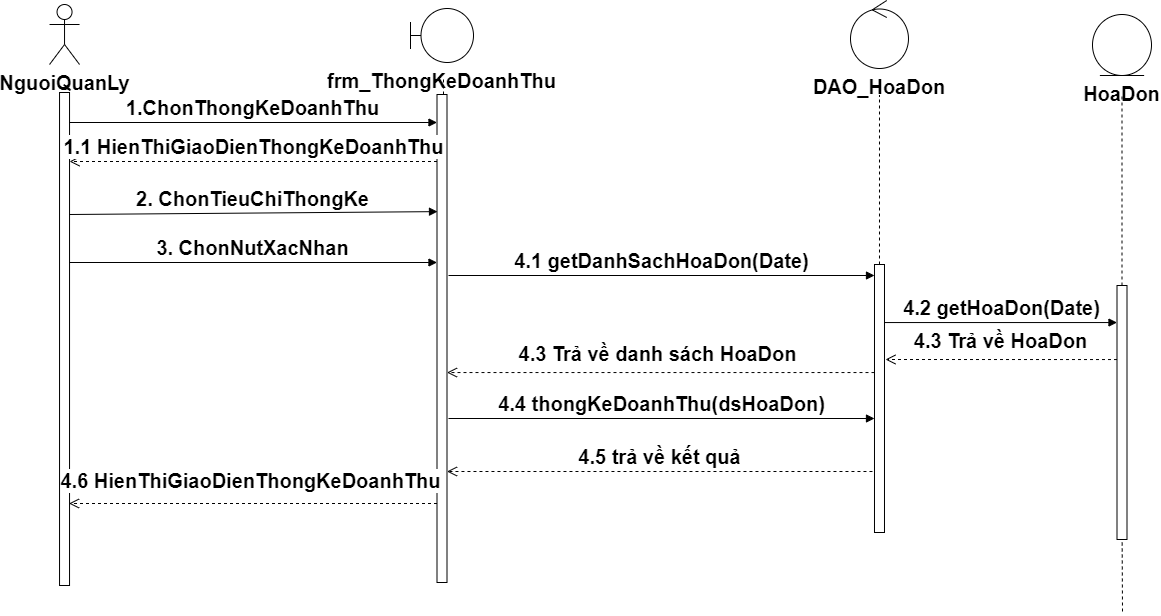 NguoiQuanLy
frm_ThongKeDoanhThu
DAO_HoaDon
HoaDon
1.ChonThongKeDoanhThu
1.1 HienThiGiaoDienThongKeDoanhThu
2. ChonTieuChiThongKe
3. ChonNutXacNhan
4.1 getDanhSachHoaDon(Date)
4.2 getHoaDon(Date)
4.3 Trả về HoaDon
4.3 Trả về danh sách HoaDon
4.4 thongKeDoanhThu(dsHoaDon)
4.5 trả về kết quả
4.6 HienThiGiaoDienThongKeDoanhThu